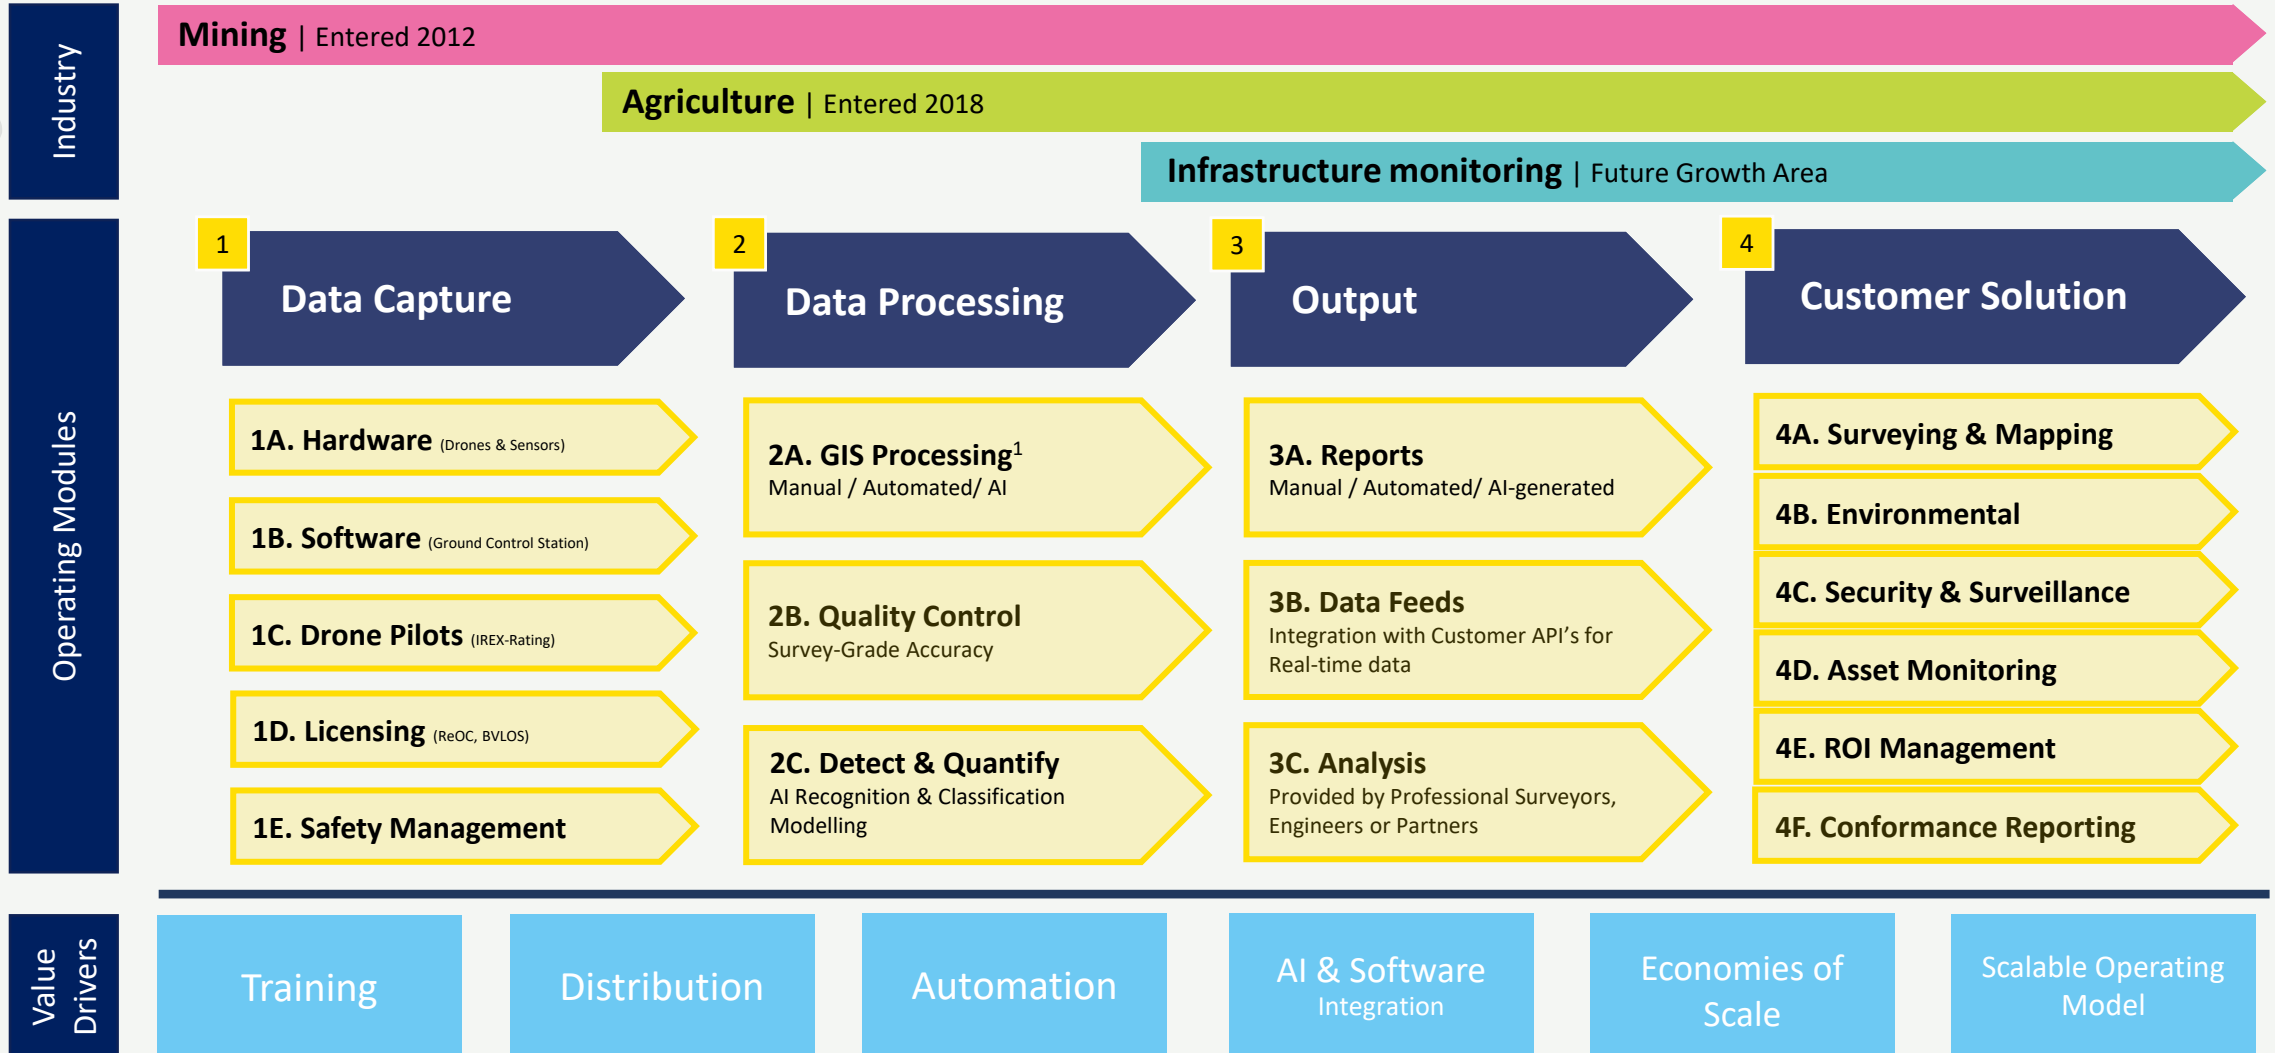 Industry
Mining | Entered 2012
Agriculture | Entered 2018
Infrastructure monitoring | Future Growth Area
Operating Modules
1
Data Capture
1A. Hardware (Drones & Sensors)
1B. Software (Ground Control Station)
1C. Drone Pilots (IREX-Rating)
1D. Licensing (ReOC, BVLOS)
1E. Safety Management
2
Data Processing
2A. GIS Processing¹
Manual / Automated/ AI
2B. Quality Control
Survey-Grade Accuracy
2C. Detect & Quantify
AI Recognition & Classification
Modelling
3
Output
3A. Reports
Manual / Automated/ AI-generated
3B. Data Feeds
Integration with Customer API's for
Real-time data
3C. Analysis
Provided by Professional Surveyors,
Engineers or Partners
4
Customer Solution
4A. Surveying & Mapping
4B. Environmental
4C. Security & Surveillance
4D. Asset Monitoring
4E. ROI Management
4F. Conformance Reporting
Value
Drivers
Training
Distribution
Automation
AI & Software
Integration
Economies of
Scale
Scalable Operating
Model